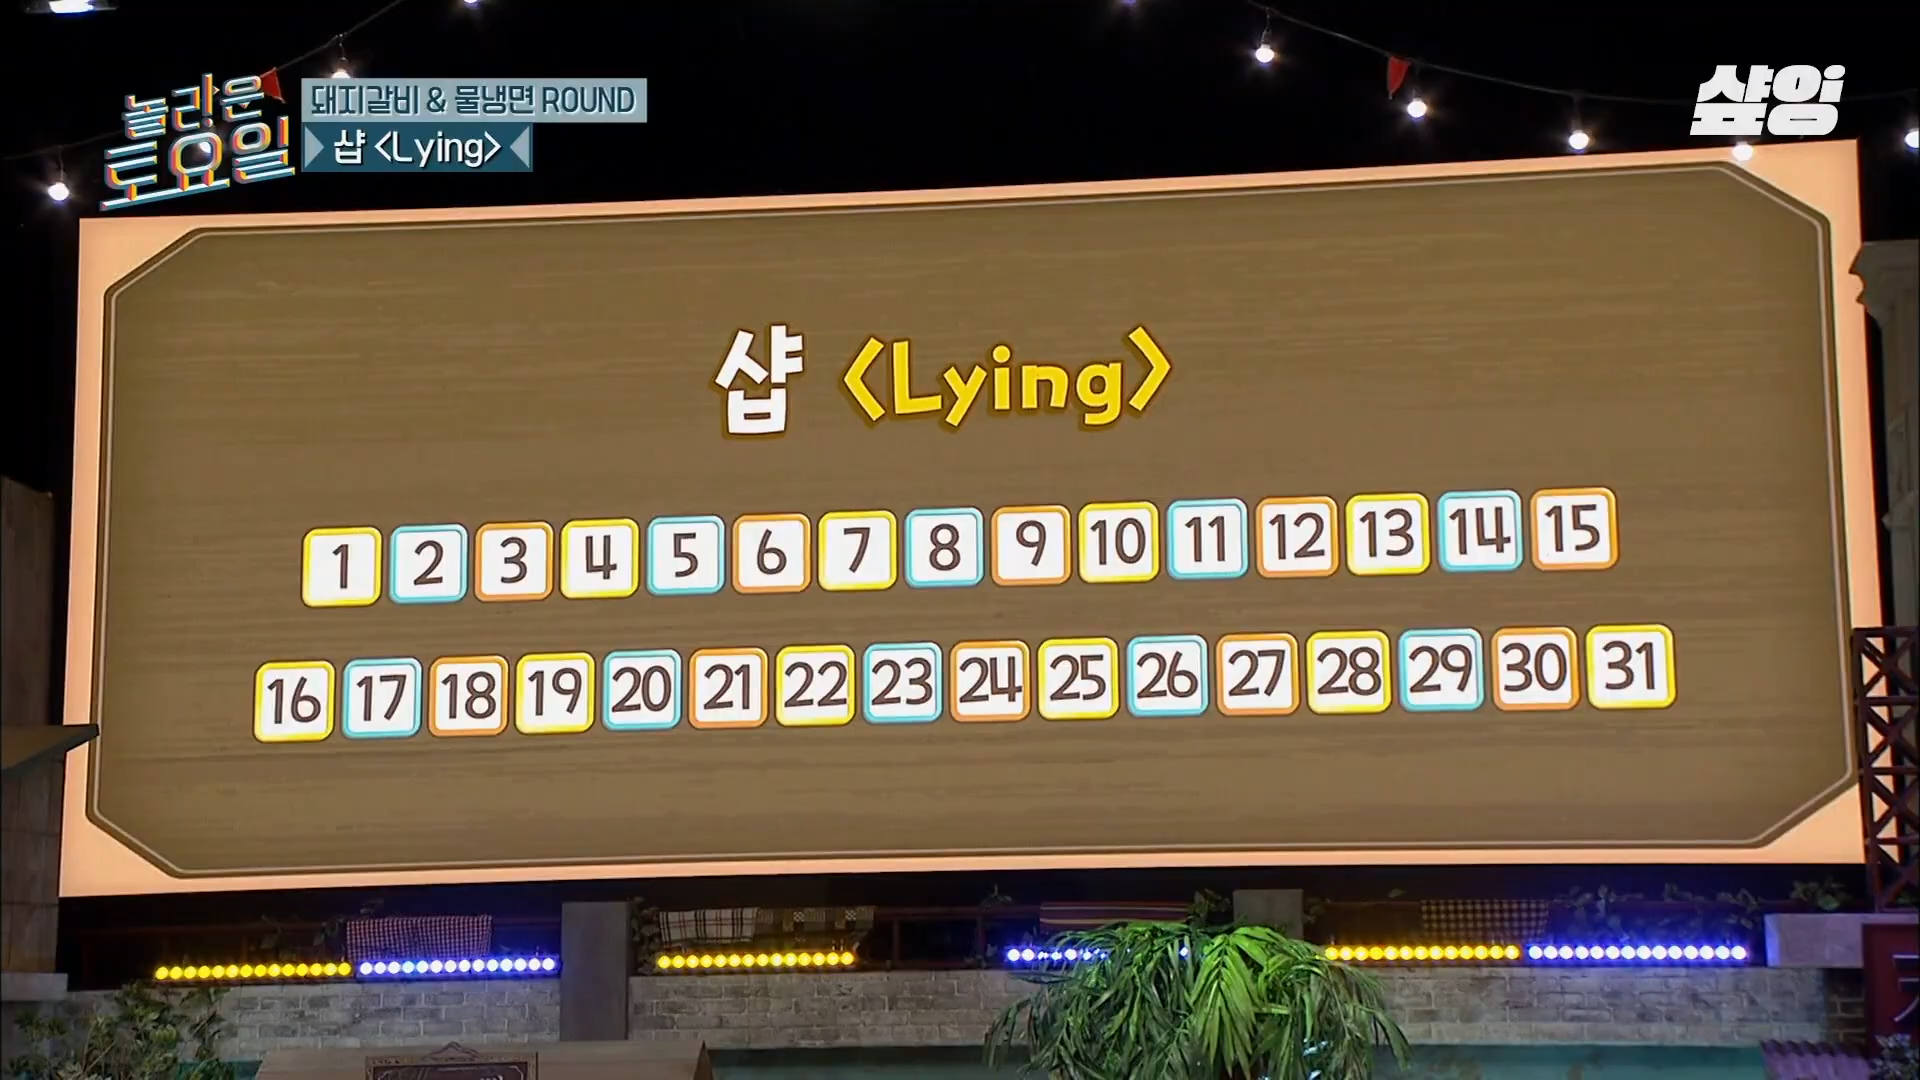 놀라운
토요일
돼지갈비 & 물냉면 ROUND
샵 <Lying>
샾잉
샵 <Lying>
1 2 3 4 5 6 7 8 9 10 11 12 13 14 15
16 17 18 19 20 21 22 23 24 25 26 27 28 29 30 31